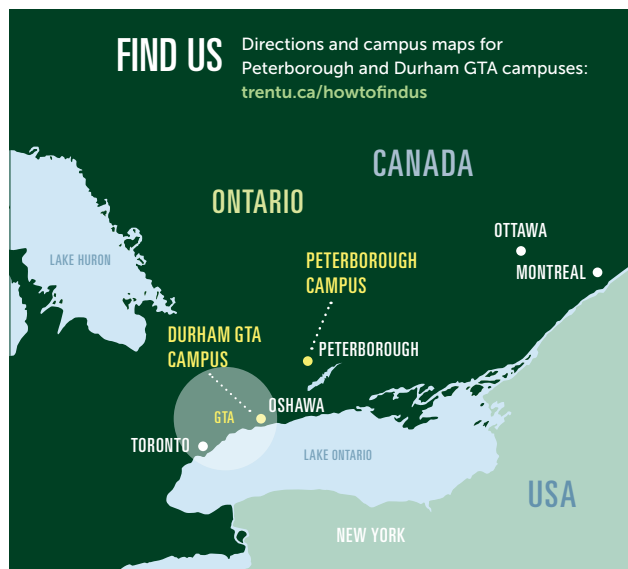 FIND US
Directions and campus maps for
Peterborough and Durham GTA campuses:
trentu.ca/howtofindus
CANADA
ONTARIO
OTTAWA
MONTREAL
LAKE HURON
PETERBOROUGH
CAMPUS
DURHAM GTA
CAMPUS
PETERBOROUGH
OSHAWA
GTA
TORONTO
LAKE ONTARIO
USA
NEW YORK